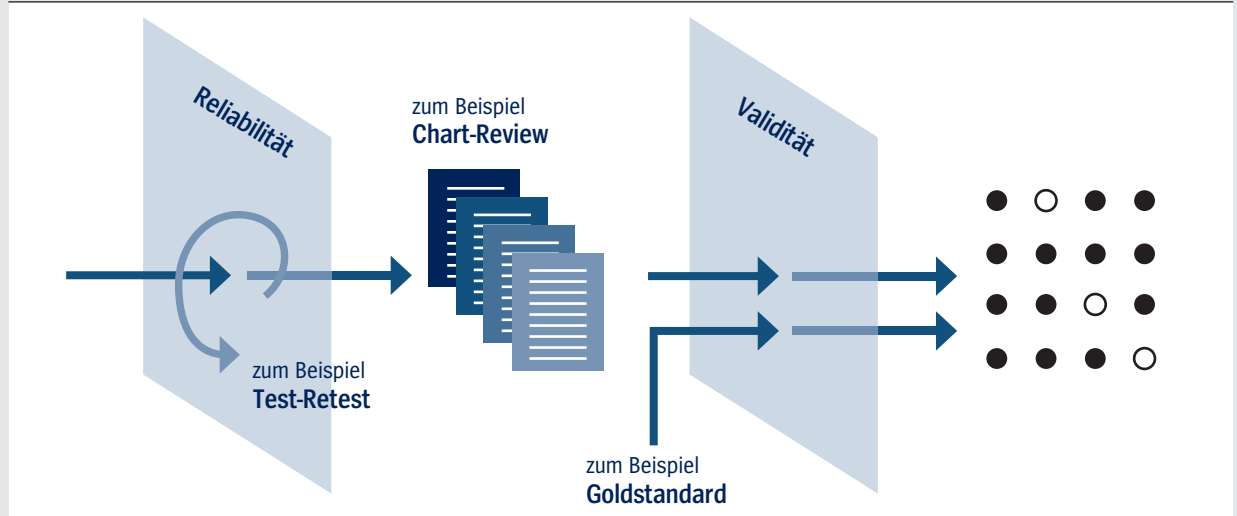 Reliabilität
zum Beispiel
Chart-Review
Validität
zum Beispiel
Test-Retest
zum Beispiel
Goldstandard